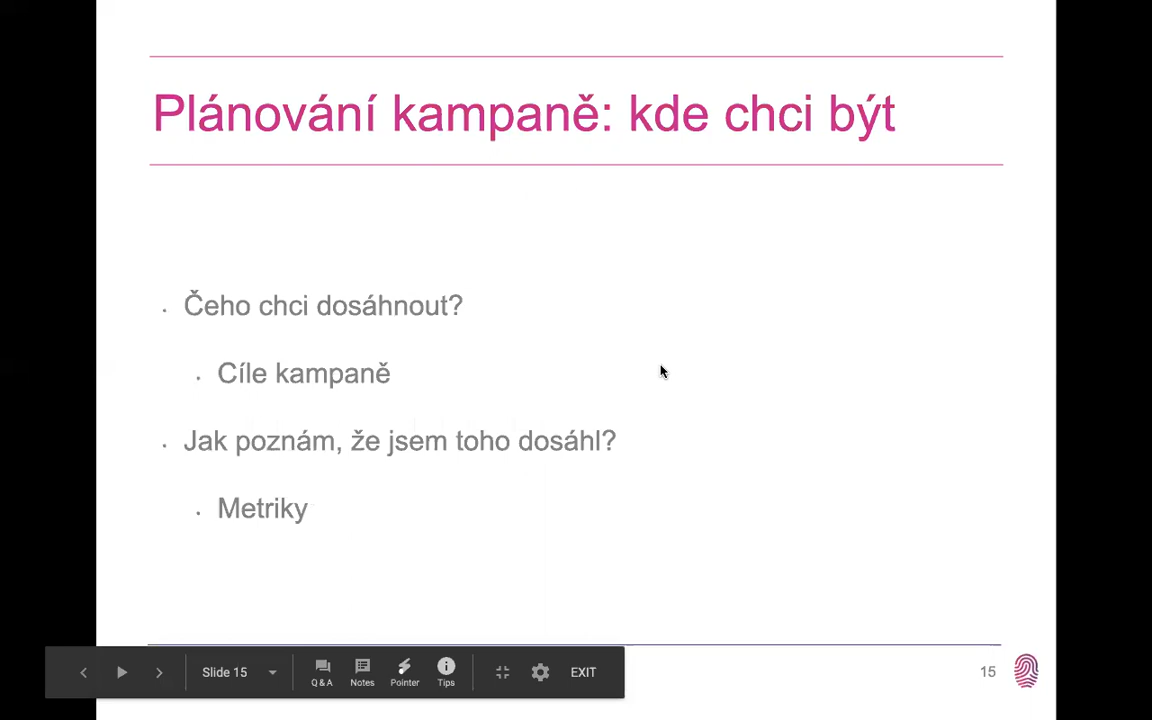 Plánování kampaně: kde chci být
Čeho chci dosáhnout?
Cíle kampaně
Jak poznám, že jsem toho dosáhl?
Metriky
Slide 15
Q & A
Notes
Pointer
Tips
EXIT
15